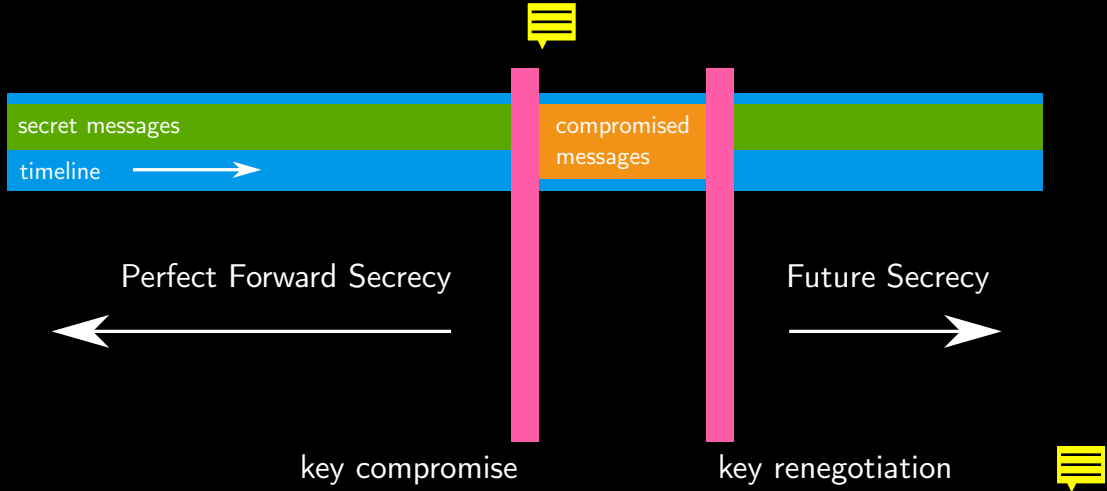 secret messages
compromised
messages
timeline
Perfect Forward Secrecy
Future Secrecy
key compromise
key renegotiation